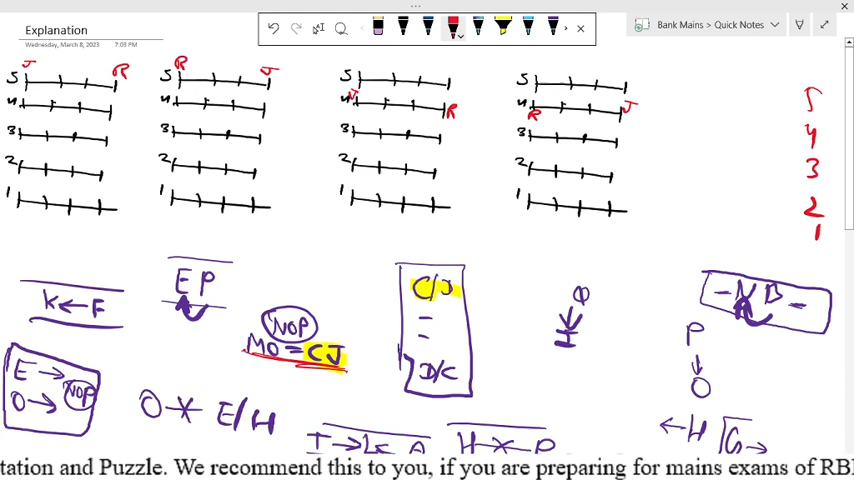 Explanation
Wednesday, March 8, 2023 7:03 PM
Bank Mains > Quick Notes
J R
5
4
3
2
1
R J
5
4
3
2
1
5
J
4 R
3
2
1
5
4
R J
3
2
1
5
4
3
2
1
K ← F
E P
NOP
MO = CJ
C/J
-
-
D/C
I
- N B -
P
↓
O
E →
O → NOP
O E/H
← H G →
H P
tation and Puzzle. We recommend this to you, if you are preparing for mains exams of RBI